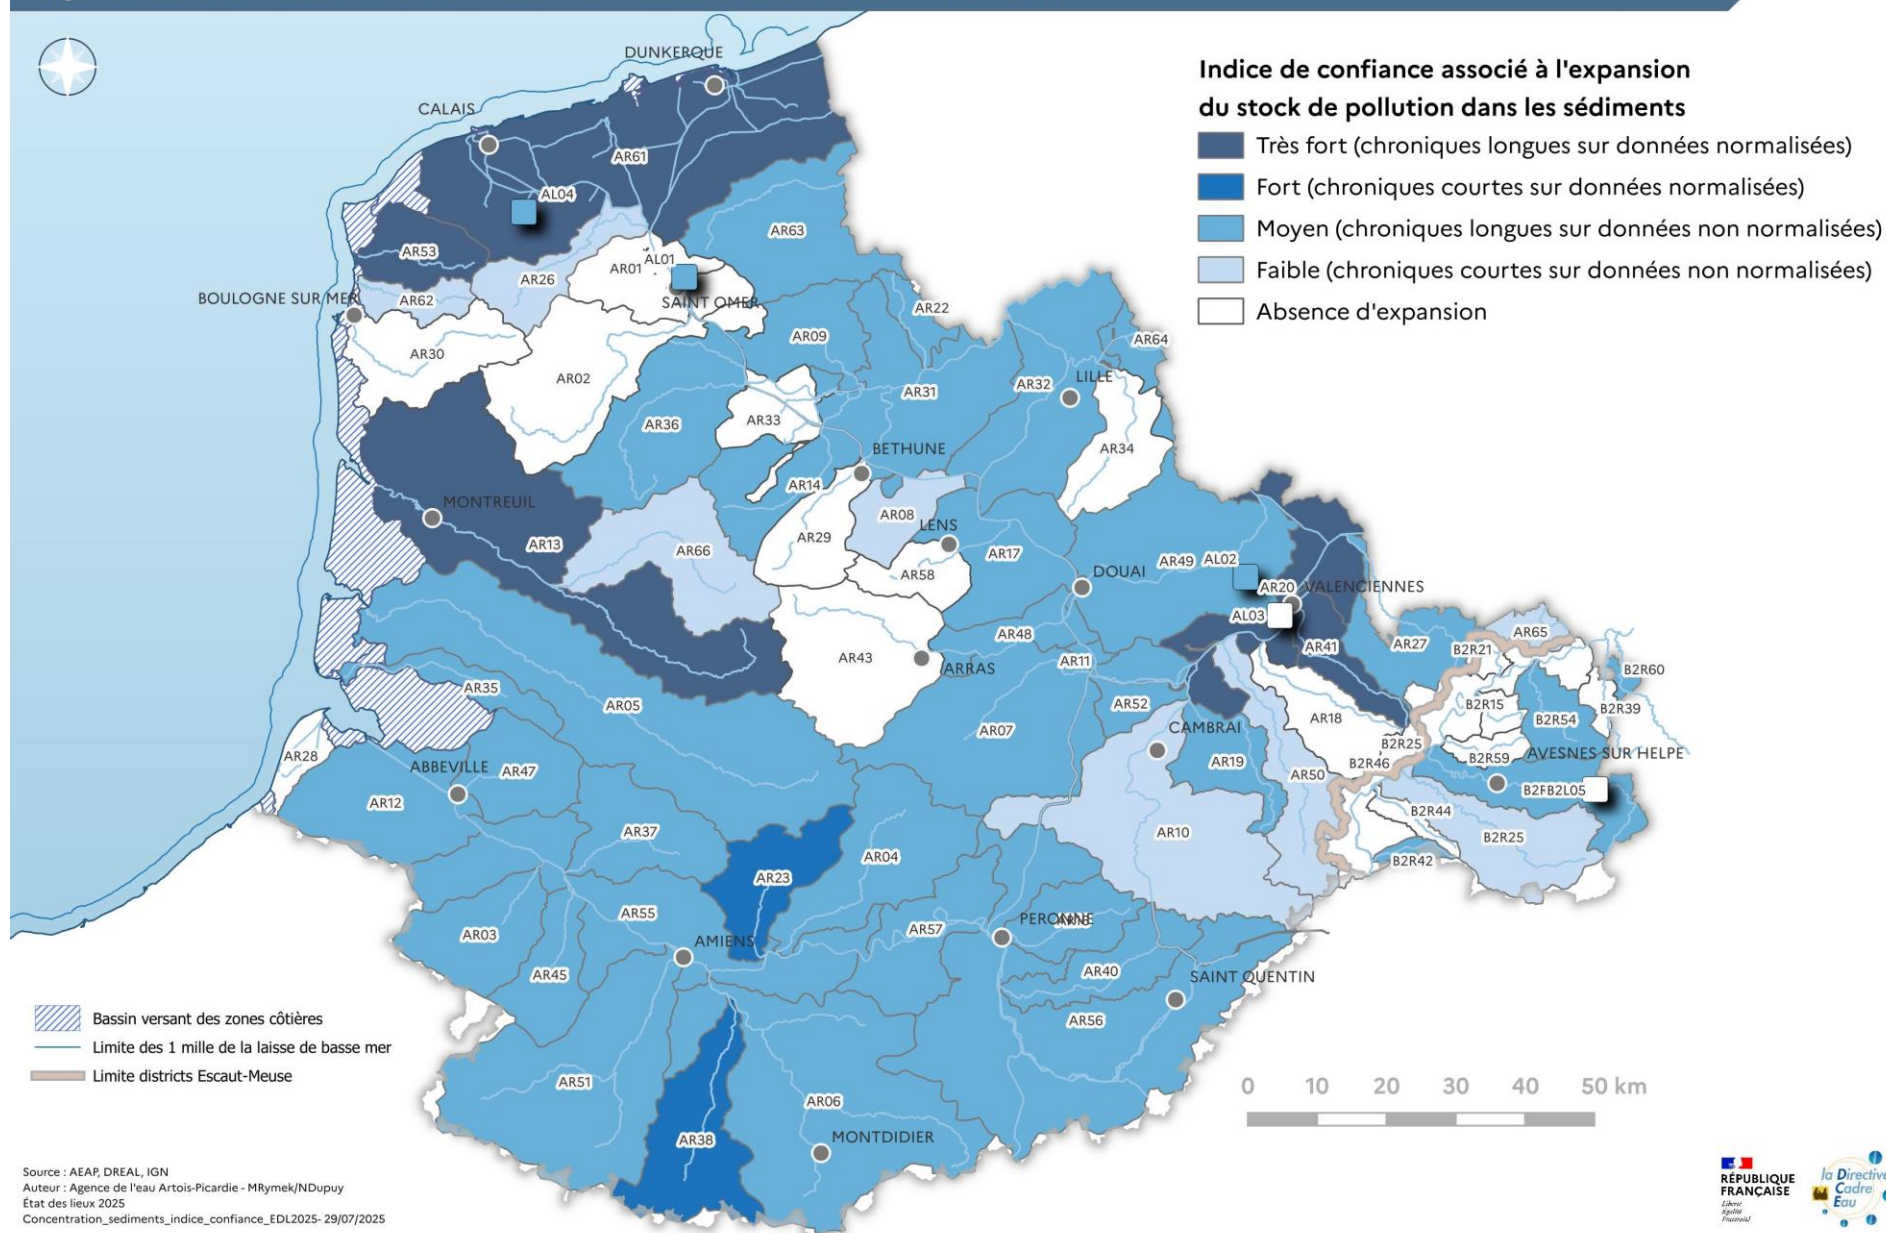 DUNKERQUE
CALAIS
AR61
AL04
AR53
AR63
AR26
AR01
AL01
SAINT OMER
BOULOGNE SUR MER
AR62
AR30
AR02
AR22
AR09
AR64
AR31
AR32
LILLE
AR36
AR33
AR34
BETHUNE
AR14
MONTREUIL
AR08
LENS
AR29
AR13
AR66
AR17
AR58
DOUAI
AR49
AL02
AR20
VALENCIENNES
AL03
AR48
AR43
ARRAS
AR11
AR41
AR27
B2R21
AR65
B2R60
AR35
AR05
AR52
AR18
B2R15
B2R54
B2R39
AR07
CAMBRAI
B2R25
AVESNES SUR HELPE
AR28
ABBEVILLE
AR47
AR19
AR50
B2R46
B2R59
B2L05
AR12
AR37
AR10
B2R44
B2R25
AR04
B2R42
AR23
AR03
AR55
AMIENS
AR57
PERONNE
AR45
AR40
SAINT QUENTIN
AR56
AR51
AR06
AR38
MONTDIDIER
Indice de confiance associé à l'expansion
du stock de pollution dans les sédiments
Très fort (chroniques longues sur données normalisées)
Fort (chroniques courtes sur données normalisées)
Moyen (chroniques longues sur données non normalisées)
Faible (chroniques courtes sur données non normalisées)
Absence d'expansion
Bassin versant des zones côtières
Limite des 1 mille de la laisse de basse mer
Limite districts Escaut-Meuse
0 10 20 30 40 50 km
Source : AEAP, DREAL, IGN
Auteur : Agence de l'eau Artois-Picardie - MRymek/NDupuy
État des lieux 2025
Concentration_sediments_indice_confiance_EDL2025- 29/07/2025
RÉPUBLIQUE
FRANÇAISE
Liberté
Égalité
Fraternité
la Directive
Cadre
Eau